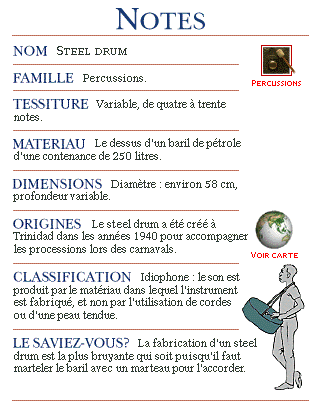 NOTES
NOM STEEL DRUM
PERCUSSIONS
FAMILLE Percussions.
TESSITURE Variable, de quatre à trente
notes.
MATERIAU Le dessus d'un baril de pétrole
d'une contenance de 250 litres.
DIMENSIONS Diamètre : environ 58 cm,
profondeur variable.
ORIGINES Le steel drum a été créé à
Trinidad dans les années 1940 pour accompagner
les processions lors des carnavals.
VOIR CARTE
CLASSIFICATION Idiophone : le son est
produit par le matériau dans lequel l'instrument
est fabriqué, et non par l'utilisation de cordes
ou d'une peau tendue.
LE SAVIEZ-VOUS? La fabrication d'un steel
drum est la plus bruyante qui soit puisqu'il faut
marteler le baril avec un marteau pour l'accorder.